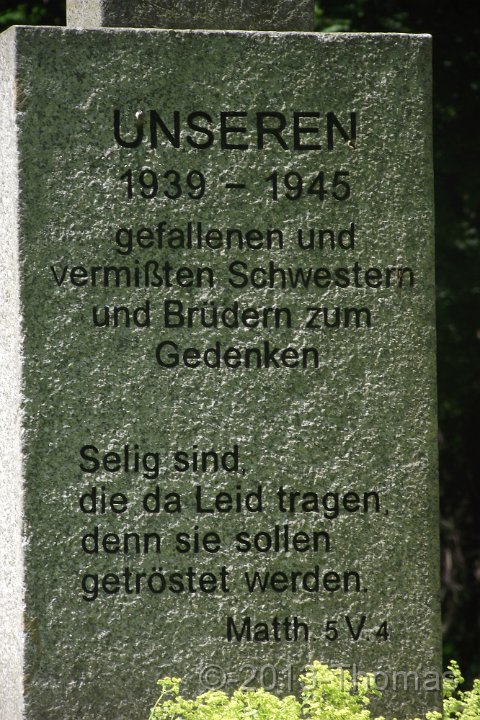 UNSEREN
1939 – 1945
gefallenen und
vermißten Schwestern
und Brüdern zum
Gedenken
Selig sind,
die da Leid tragen,
denn sie sollen
getröstet werden.
Matth. 5 V. 4
Thomas